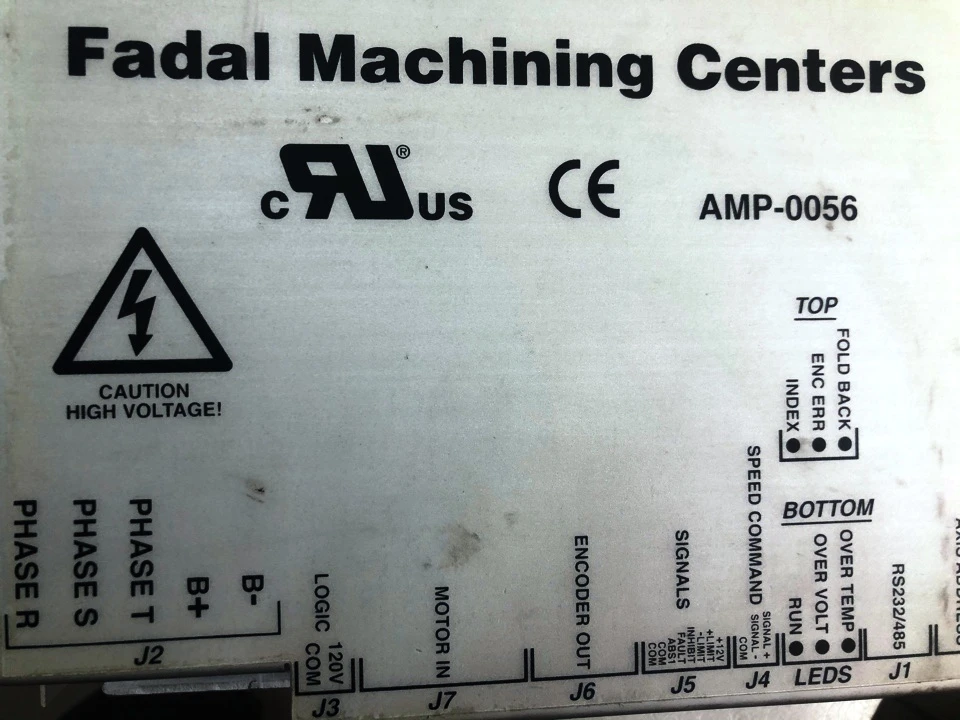 Fadal Machining Centers
c RU® US CE AMP-0056
CAUTION
HIGH VOLTAGE!
TOP
FOLD BACK
ENC ERR
INDEX
BOTTOM
OVER TEMP
OVER VOLT
RUN
LEDS
PHASE R
PHASE S
PHASE T
B+
B-
J2
LOGIC 120V
COM
J3
MOTOR IN
J7
ENCODER OUT
J6
SIGNALS
+12V
+LIMIT
-LIMIT
INHIBIT
FAULT
ABS1
COM
COM
J5
SPEED COMMAND
SIGNAL +
SIGNAL -
COM
J4
RS232/485
J1